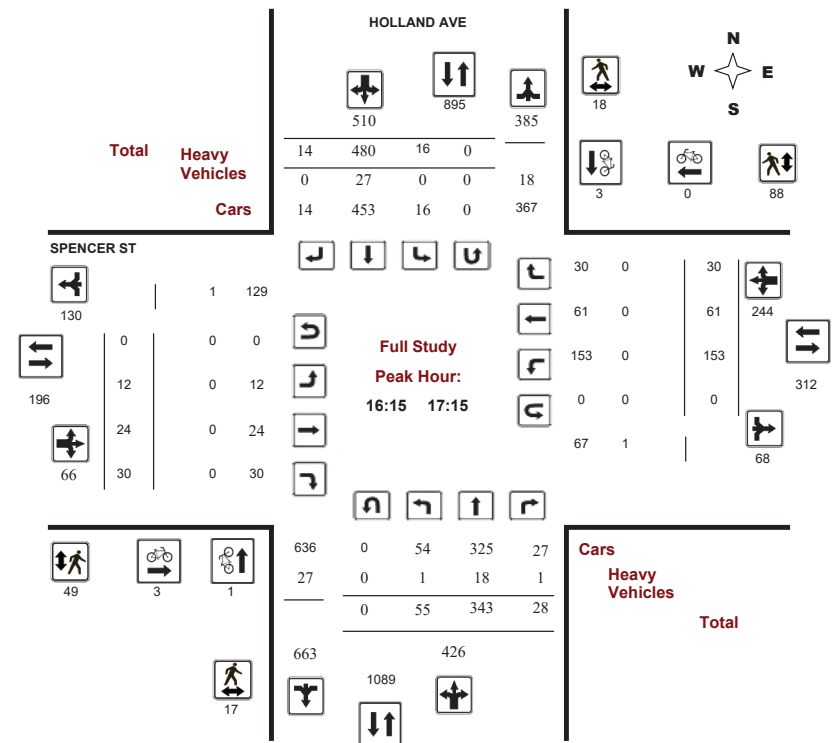 HOLLAND AVE
N
W E
S
510 895 385 18
Total Heavy Vehicles
14 480 16 0
0 27 0 0 18
Cars 14 453 16 0 367
3 0 88
SPENCER ST
130 1 129
30 0 30
244
196 0 0 0
61 0 61
312
12 0 12
153 0 153
66 24 0 24
0 0 0
30 0 30
67 1 68
Full Study
Peak Hour:
16:15 17:15
636 0 54 325 27 Cars
27 0 1 18 1 Heavy Vehicles
0 55 343 28 Total
49 3 1
663 426
1089
17